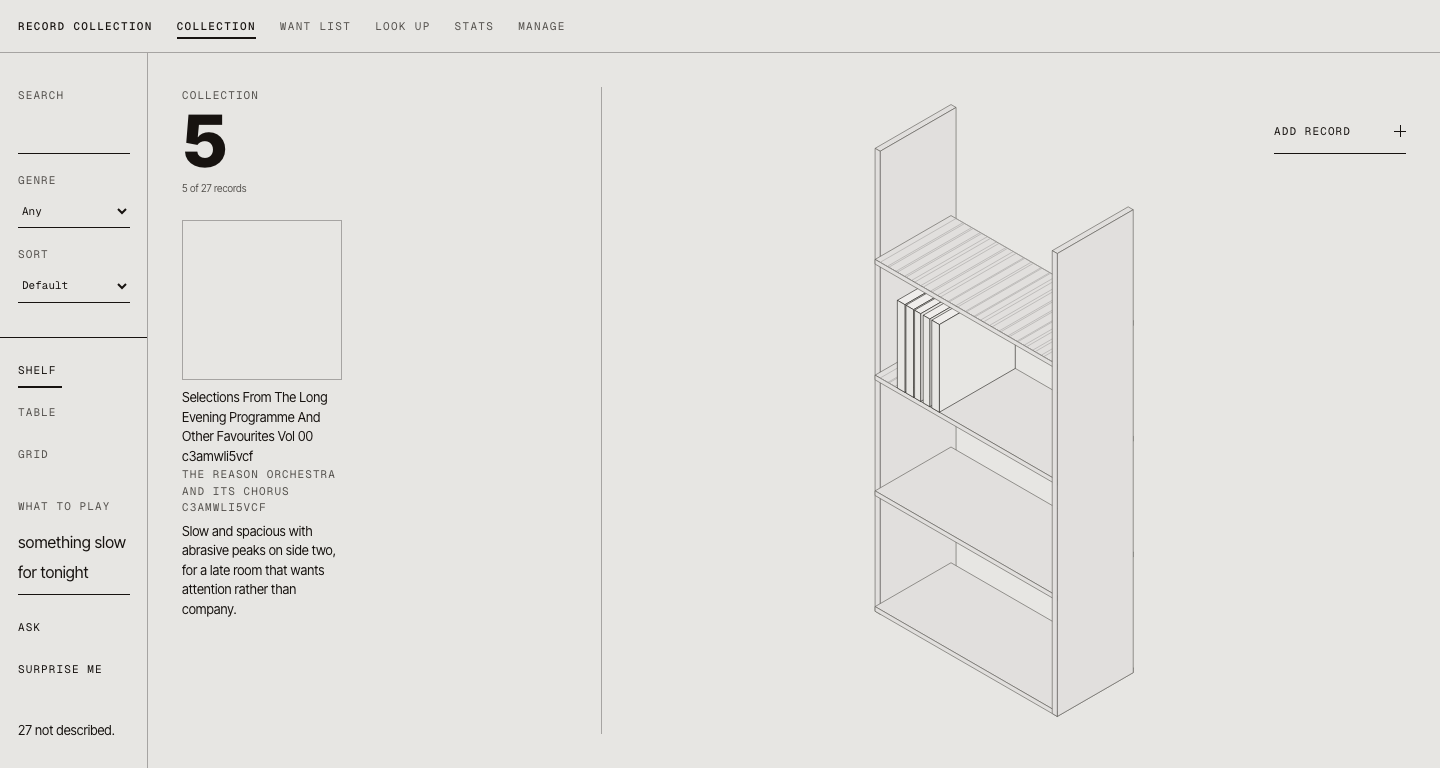 RECORD COLLECTION COLLECTION WANT LIST LOOK UP STATS MANAGE
SEARCH
GENRE
Any
SORT
Default
SHELF
TABLE
GRID
WHAT TO PLAY
something slow
for tonight
ASK
SURPRISE ME
27 not described.
COLLECTION
5
5 of 27 records
Selections From The Long
Evening Programme And
Other Favourites Vol 00
c3amwli5vcf
THE REASON ORCHESTRA
AND ITS CHORUS
C3AMWLI5VCF
Slow and spacious with
abrasive peaks on side two,
for a late room that wants
attention rather than
company.
ADD RECORD